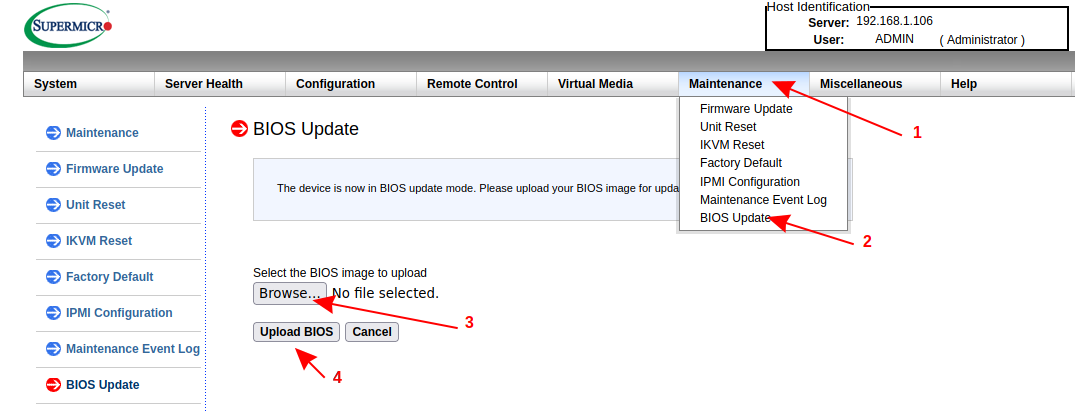 SUPERMICRO
Host Identification
Server: 192.168.1.106
User: ADMIN ( Administrator )
System Server Health Configuration Remote Control Virtual Media Maintenance Miscellaneous Help
Firmware Update
Unit Reset
IKVM Reset
Factory Default
IPMI Configuration
Maintenance Event Log
BIOS Update
1
2
Maintenance
Firmware Update
Unit Reset
IKVM Reset
Factory Default
IPMI Configuration
Maintenance Event Log
BIOS Update
BIOS Update
The device is now in BIOS update mode. Please upload your BIOS image for upda
Select the BIOS image to upload
Browse... No file selected.
3
Upload BIOS Cancel
4